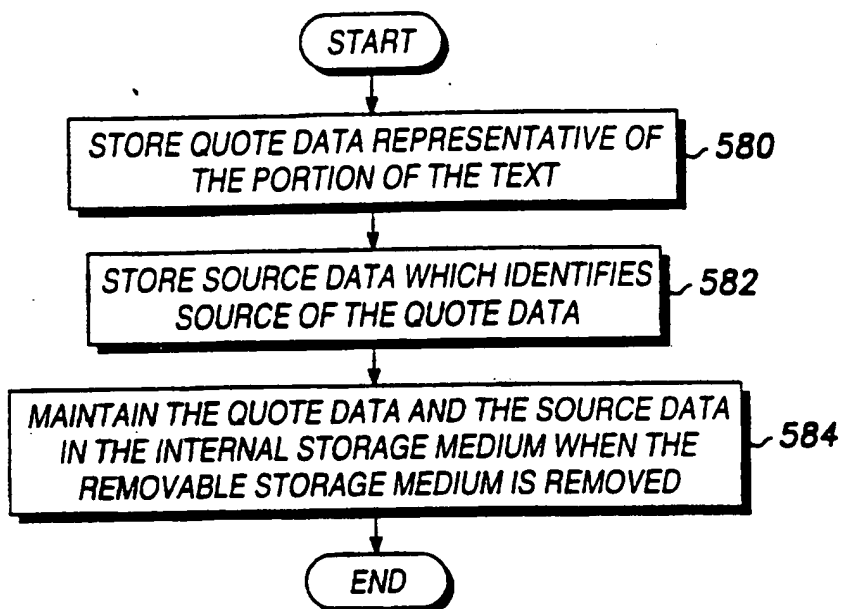 START
STORE QUOTE DATA REPRESENTATIVE OF
THE PORTION OF THE TEXT
580
STORE SOURCE DATA WHICH IDENTIFIES
SOURCE OF THE QUOTE DATA
582
MAINTAIN THE QUOTE DATA AND THE SOURCE DATA
IN THE INTERNAL STORAGE MEDIUM WHEN THE
REMOVABLE STORAGE MEDIUM IS REMOVED
584
END